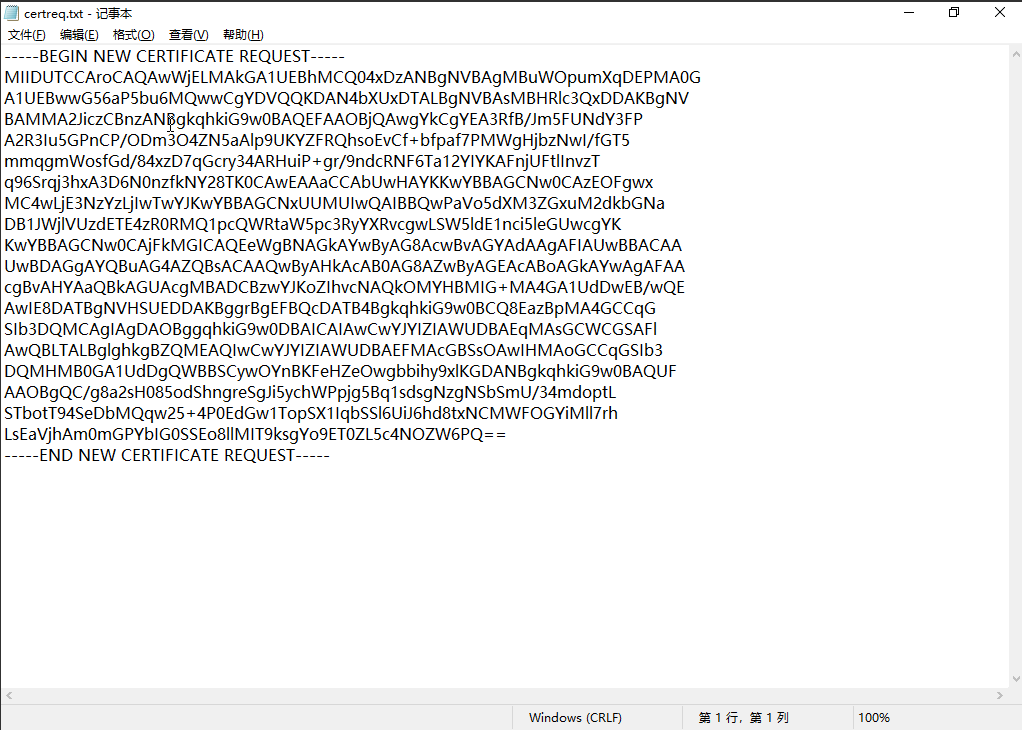 certreq.txt - 记事本
文件(F) 编辑(E) 格式(O) 查看(V) 帮助(H)
-----BEGIN NEW CERTIFICATE REQUEST-----
MIIDUTCCAroCAQAwWjELMAkGA1UEBhMCQ04xDzANBgNVBAgMBuWOpumXqDEPMA0G
A1UEBwwG56aP5bu6MQwwCgYDVQQKDAN4bXUxDTALBgNVBAsMBHRlc3QxDDAKBgNV
BAMMA2JiczCBnzANBgkqhkiG9w0BAQEFAAOBjQAwgYkCgYEA3RfB/Jm5FUNdY3FP
A2R3Iu5GPnCP/ODm3O4ZN5aAlp9UKYZFRQhsoEvCf+bfpaf7PMWgHjbzNwI/fGT5
mmqgmWosfGd/84xzD7qGcry34ARHuiP+gr/9ndcRNF6Ta12YIYKAFnjUFtlInvzT
q96Srqj3hxA3D6N0nzfkNY28TK0CAwEAAaCCAbUwHAYKKwYBBAGCNw0CAzEOFgwx
MC4wLjE3NzYzLjIwTwYJKwYBBAGCNxUUMUIwQAIBBQwPaVo5dXM3ZGxuM2dkbGNa
DB1JWjlVUzdETE4zR0RMQ1pcQWRtaW5pc3RyYXRvcgwLSW5ldE1nci5leGUwcgYK
KwYBBAGCNw0CAjFkMGICAQEeWgBNAGkAYwByAG8AcwBvAGYAdAAgAFIAUwBBACAA
UwBDAGgAYQBuAG4AZQBsACAAQwByAHkAcAB0AG8AZwByAGEAcABoAGkAYwAgAFAA
cgBvAHYAaQBkAGUAcgMBADCBzwYJKoZIhvcNAQkOMYHBMIG+MA4GA1UdDwEB/wQE
AwIE8DATBgNVHSUEDDAKBggrBgEFBQcDATB4BgkqhkiG9w0BCQ8EazBpMA4GCCqG
SIb3DQMCAgIAgDAOBggqhkiG9w0DBAICAIAwCwYJYIZIAWUDBAEqMAsGCWCGSAFl
AwQBLTALBglghkgBZQMEAQIwCwYJYIZIAWUDBAEFMAcGBSsOAwIHMAoGCCqGSIb3
DQMHMB0GA1UdDgQWBBSCywOYnBKFeHZeOwgbbihy9xlKGDANBgkqhkiG9w0BAQUF
AAOBgQC/g8a2sH085odShngreSgJi5ychWPpjg5Bq1sdsgNzgNSbSmU/34mdoptL
STbotT94SeDbMQqw25+4P0EdGw1TopSX1IqbSSl6UiJ6hd8txNCMWFOGYiMll7rh
LsEaVjhAm0mGPYbIG0SSEo8llMIT9ksgYo9ET0ZL5c4NOZW6PQ==
-----END NEW CERTIFICATE REQUEST-----
Windows (CRLF) 第 1 行，第 1 列 100%